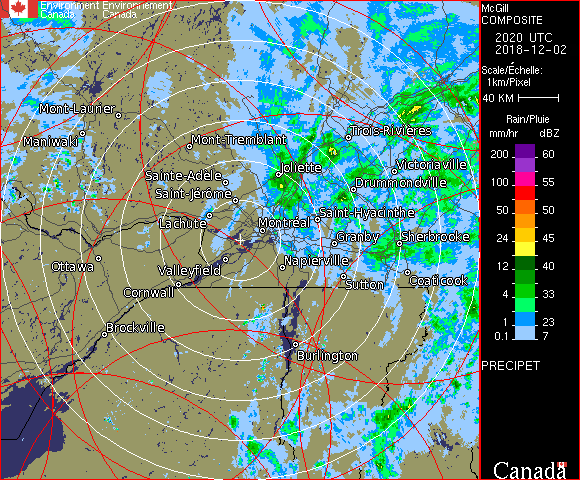 Environment Environnement
Canada Canada
McGill
COMPOSITE
2020 UTC
2018-12-02
Scale/Échelle:
1km/Pixel
40 KM
Rain/Pluie
mm/hr dBZ
200 60
100 55
50 50
24 45
12 40
4 33
1 23
0.1 7
PRECIPET
Canada
Mont-Laurier
Maniwaki
Mont-Tremblant
Trois-Rivières
Joliette
Victoriaville
Sainte-Adèle
Drummondville
Saint-Jérôme
Saint-Hyacinthe
Lachute
Montréal
Granby
Sherbrooke
Ottawa
Valleyfield
Napierville
Cornwall
Sutton
Coaticook
Brockville
Burlington